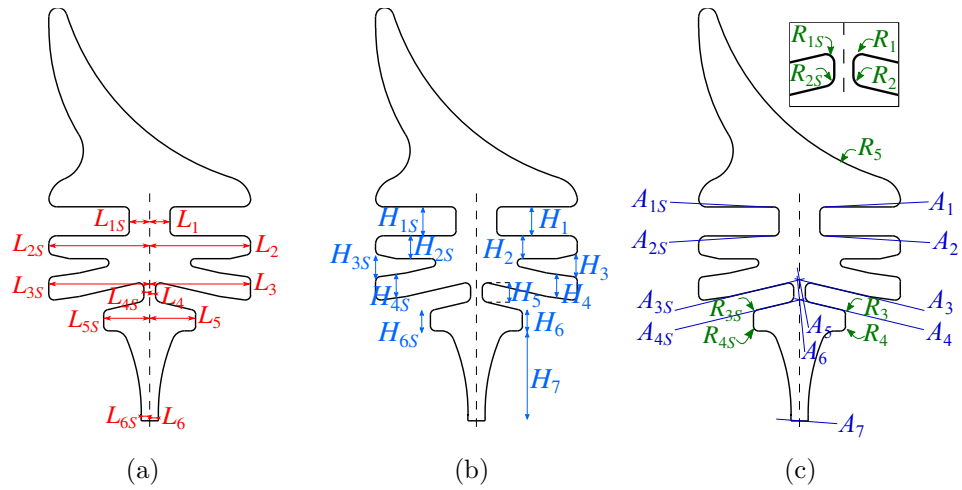 L1S L1
L2S L2
L3S L3
L4S L4
L5S L5
L6S L6
(a)
H1S H1
H2S H2
H3S H3
H4S H4
H5
H6S H6
H7
(b)
R1S R1
R2S R2
R5
A1S A1
A2S A2
A3S A3
R3S R3
A4S R4S A5 R4 A4
A6
A7
(c)